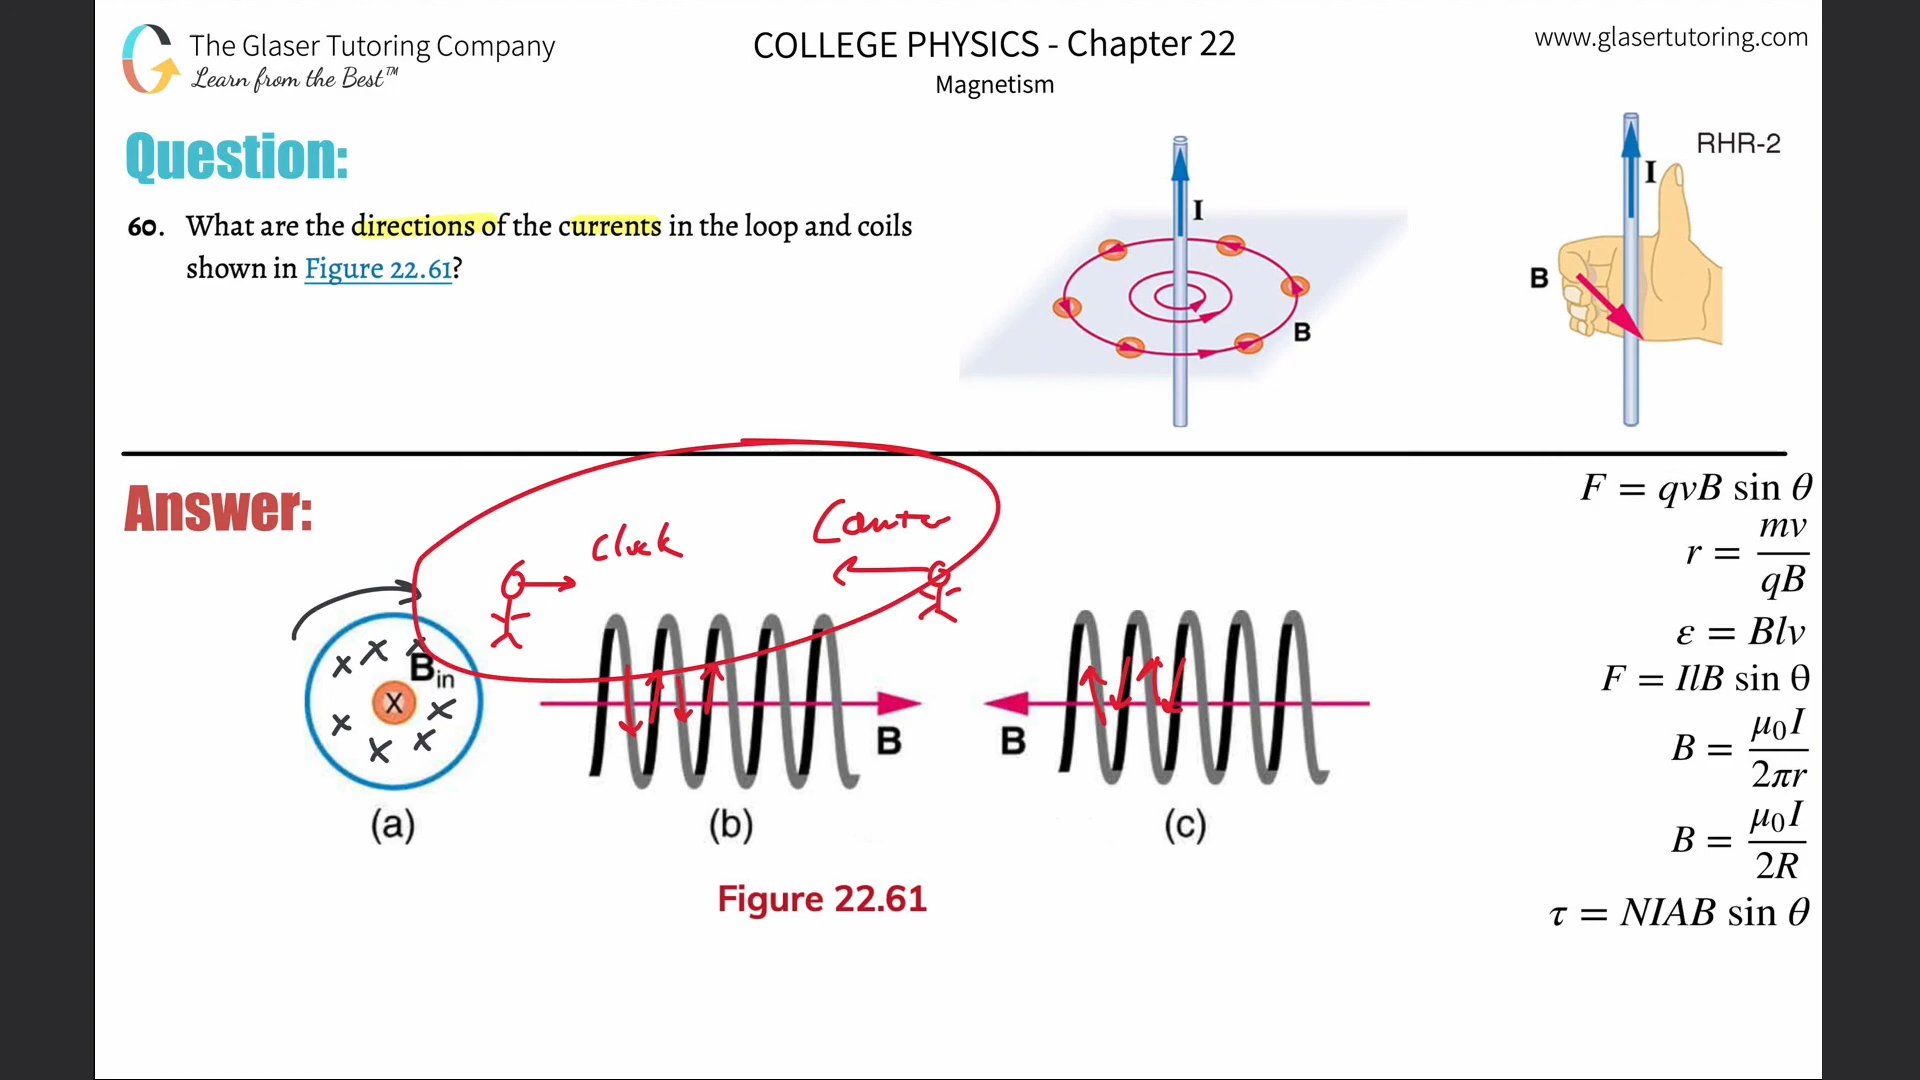 The Glaser Tutoring Company
Learn from the Best™
COLLEGE PHYSICS - Chapter 22
Magnetism
www.glasertutoring.com
Question:
60. What are the directions of the currents in the loop and coils
shown in Figure 22.61?
I
B
RHR-2
I
B
Answer:
Clock
Counter
X X X
B in
X
X X
X X
B
B
(a)
(b)
(c)
Figure 22.61
F = qvB sin θ
r = mv / qB
ε = Blv
F = IlB sin θ
B = μ₀I / 2πr
B = μ₀I / 2R
τ = NIAB sin θ